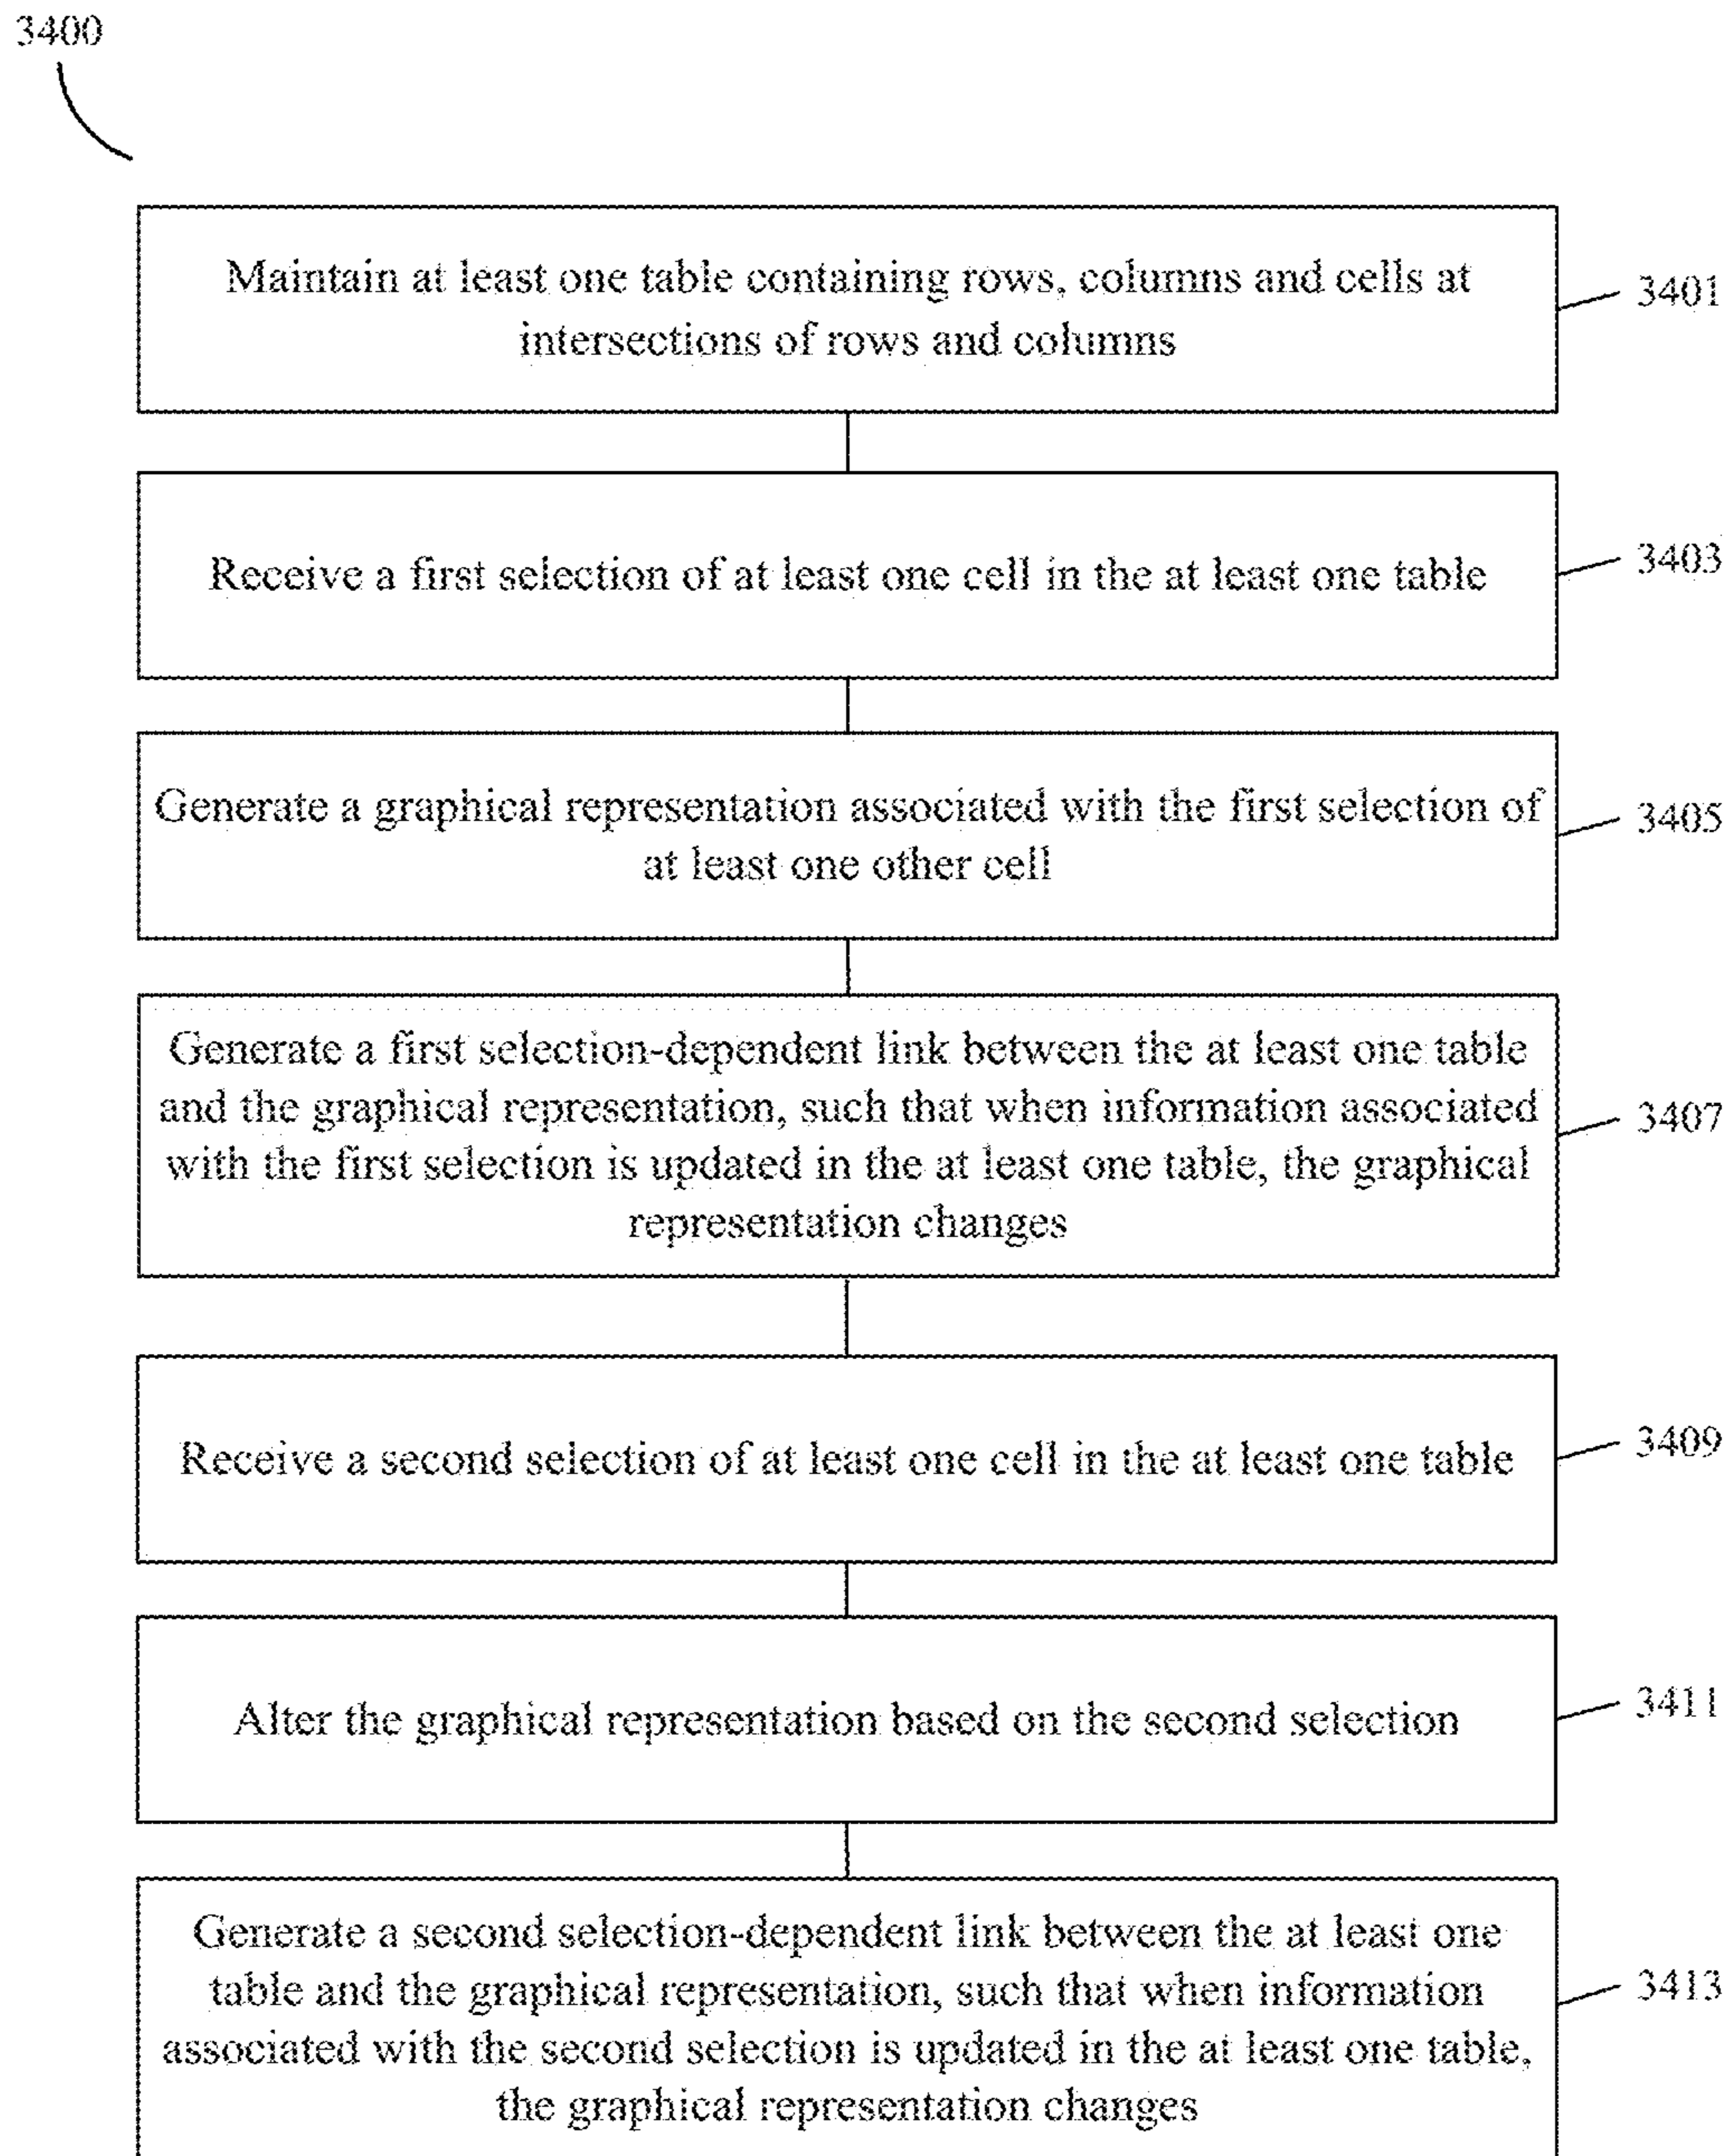 3400
Maintain at least one table containing rows, columns and cells at
intersections of rows and columns
3401
Receive a first selection of at least one cell in the at least one table
3403
Generate a graphical representation associated with the first selection of
at least one other cell
3405
Generate a first selection-dependent link between the at least one table
and the graphical representation, such that when information associated
with the first selection is updated in the at least one table, the graphical
representation changes
3407
Receive a second selection of at least one cell in the at least one table
3409
Alter the graphical representation based on the second selection
3411
Generate a second selection-dependent link between the at least one
table and the graphical representation, such that when information
associated with the second selection is updated in the at least one table,
the graphical representation changes
3413